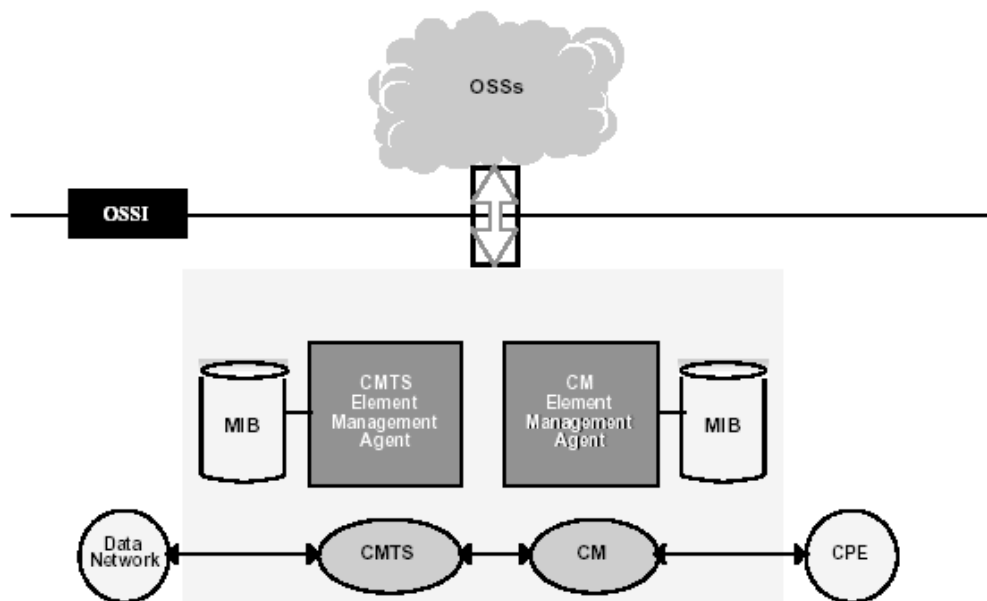 OSSs
OSSI
CMTS
Element
Management
Agent
CM
Element
Management
Agent
MIB
MIB
Data
Network
CMTS
CM
CPE